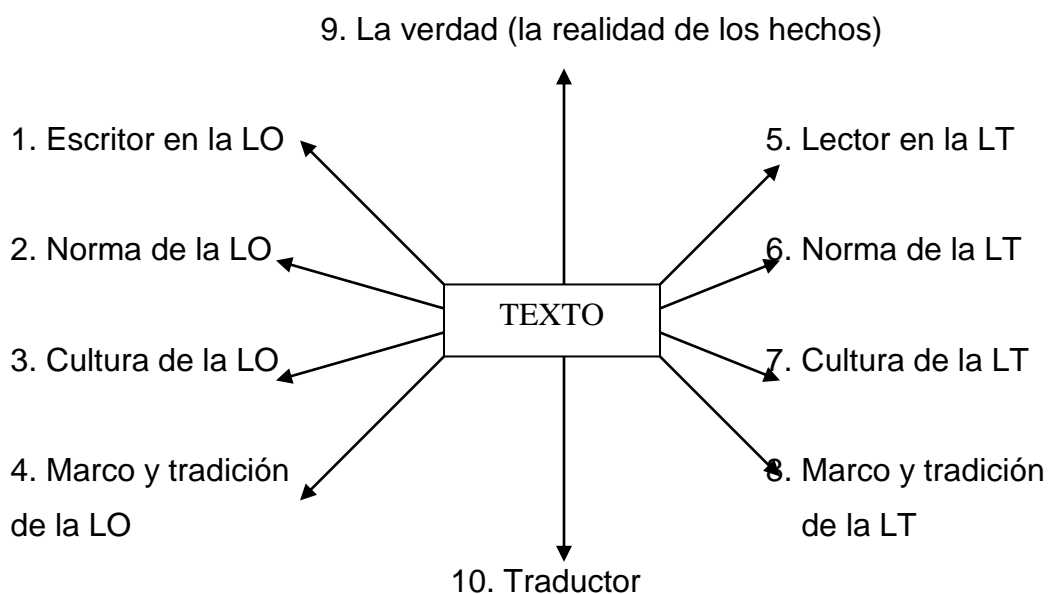 9. La verdad (la realidad de los hechos)
1. Escritor en la LO
5. Lector en la LT
2. Norma de la LO
6. Norma de la LT
TEXTO
3. Cultura de la LO
7. Cultura de la LT
4. Marco y tradición
de la LO
8. Marco y tradición
de la LT
10. Traductor